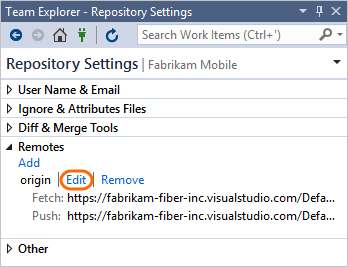 Team Explorer - Repository Settings
Search Work Items (Ctrl+')
Repository Settings | Fabrikam Mobile
User Name & Email
Ignore & Attributes Files
Diff & Merge Tools
Remotes
Add
origin | Edit | Remove
Fetch: https://fabrikam-fiber-inc.visualstudio.com/Defa...
Push: https://fabrikam-fiber-inc.visualstudio.com/Defa...
Other